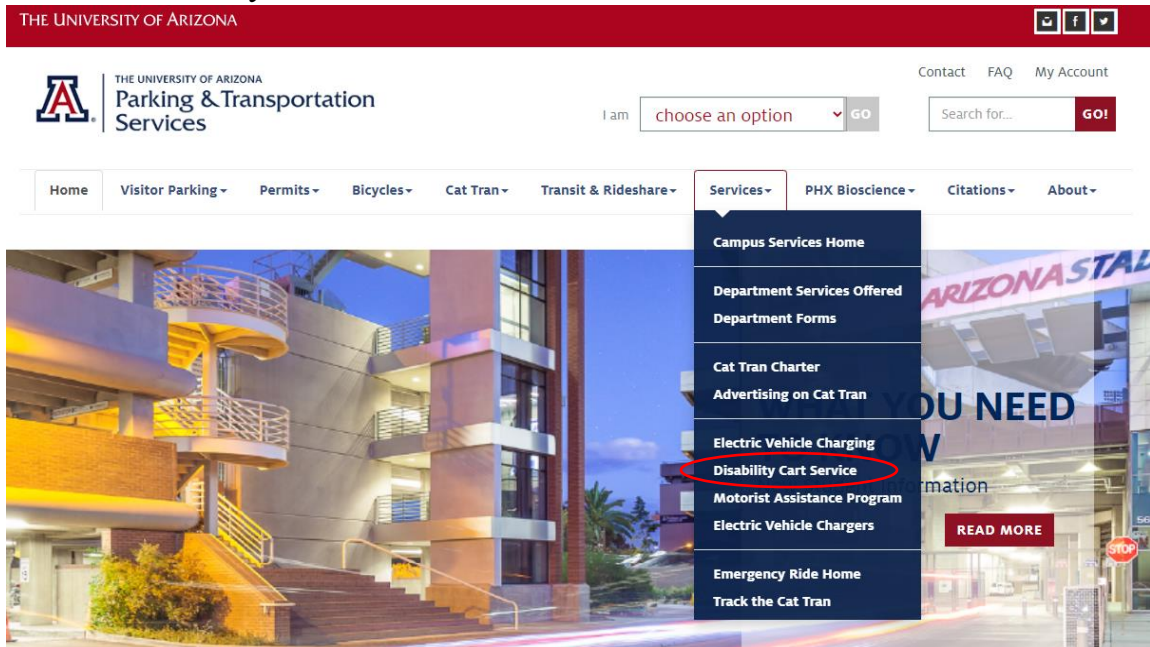 THE UNIVERSITY OF ARIZONA
THE UNIVERSITY OF ARIZONA
Parking & Transportation
Services
Contact FAQ My Account
I am choose an option GO Search for... GO!
Home Visitor Parking Permits Bicycles Cat Tran Transit & Rideshare Services PHX Bioscience Citations About
Campus Services Home
Department Services Offered
Department Forms
Cat Tran Charter
Advertising on Cat Tran
Electric Vehicle Charging
Disability Cart Service
Motorist Assistance Program
Electric Vehicle Chargers
Emergency Ride Home
Track the Cat Tran
ARIZONA STAD
YOU NEED
READ MORE
STOP